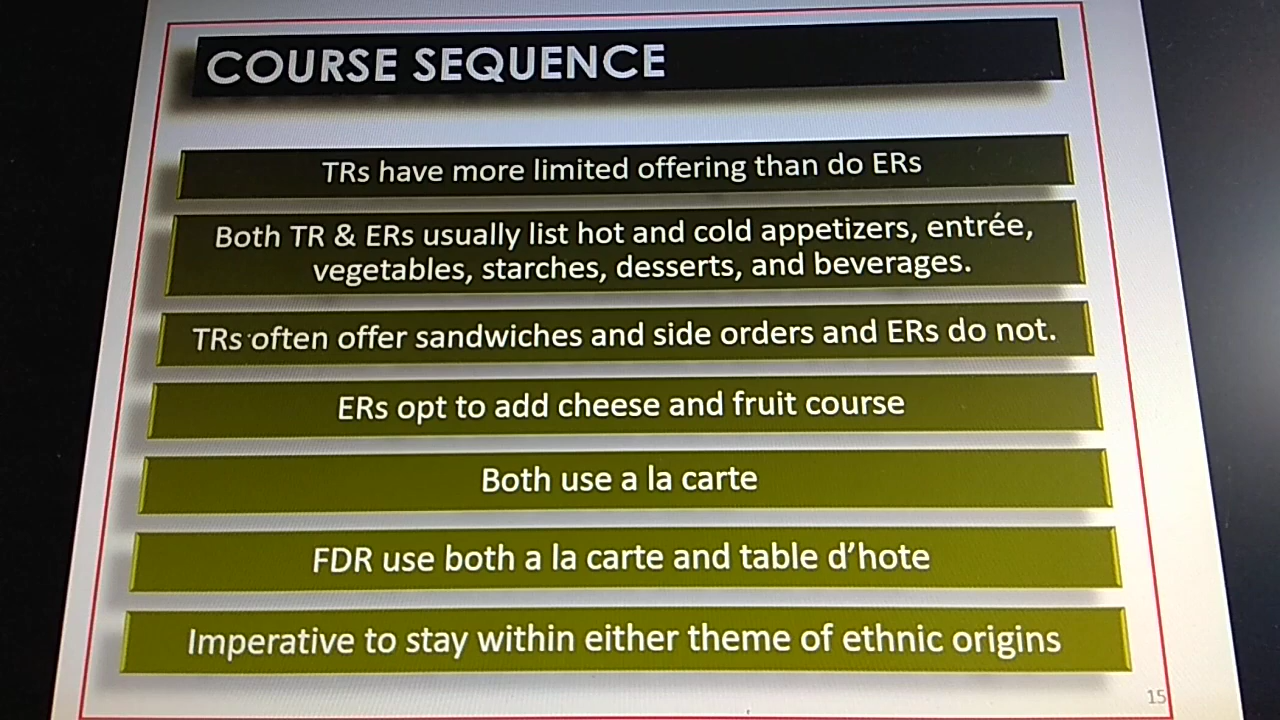 COURSE SEQUENCE
TRs have more limited offering than do ERs
Both TR & ERs usually list hot and cold appetizers, entrée,
vegetables, starches, desserts, and beverages.
TRs often offer sandwiches and side orders and ERs do not.
ERs opt to add cheese and fruit course
Both use a la carte
FDR use both a la carte and table d’hote
Imperative to stay within either theme of ethnic origins
15